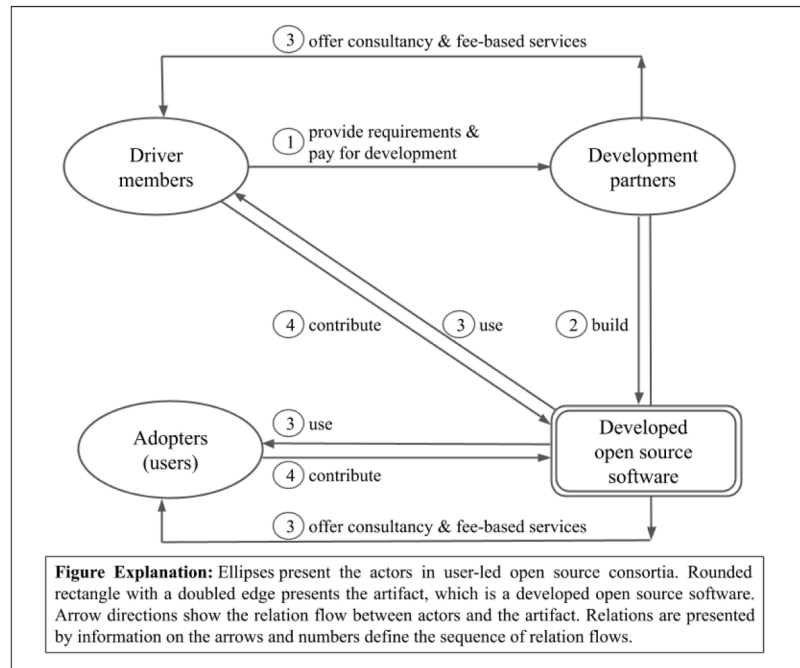 3 offer consultancy & fee-based services
Driver
members
1 provide requirements &
pay for development
Development
partners
4 contribute
3 use
2 build
Adopters
(users)
3 use
4 contribute
Developed
open source
software
3 offer consultancy & fee-based services
Figure Explanation: Ellipses present the actors in user-led open source consortia. Rounded
rectangle with a doubled edge presents the artifact, which is a developed open source software.
Arrow directions show the relation flow between actors and the artifact. Relations are presented
by information on the arrows and numbers define the sequence of relation flows.